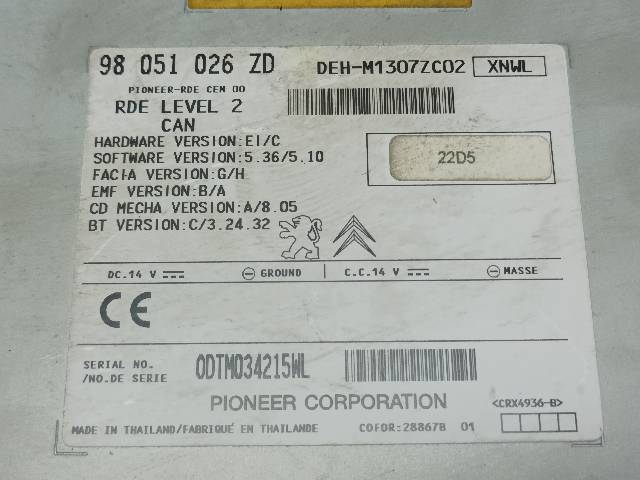 98 051 026 ZD
DEH-M1307ZC02 XNWL
PIONEER-RDE CEM 00
RDE LEVEL 2
CAN
HARDWARE VERSION:EI/C
SOFTWARE VERSION:5.36/5.10
FACIA VERSION:G/H
EMF VERSION:B/A
CD MECHA VERSION:A/8.05
BT VERSION:C/3.24.32
22D5
DC.14 V ⊖ GROUND | C.C.14 V ⊖ MASSE
CE
SERIAL NO.
/NO.DE SERIE
ODTM034215WL
PIONEER CORPORATION
<CRX4936-B>
MADE IN THAILAND/FABRIQUÉ EN THAILANDE
COFOR:28867B 01